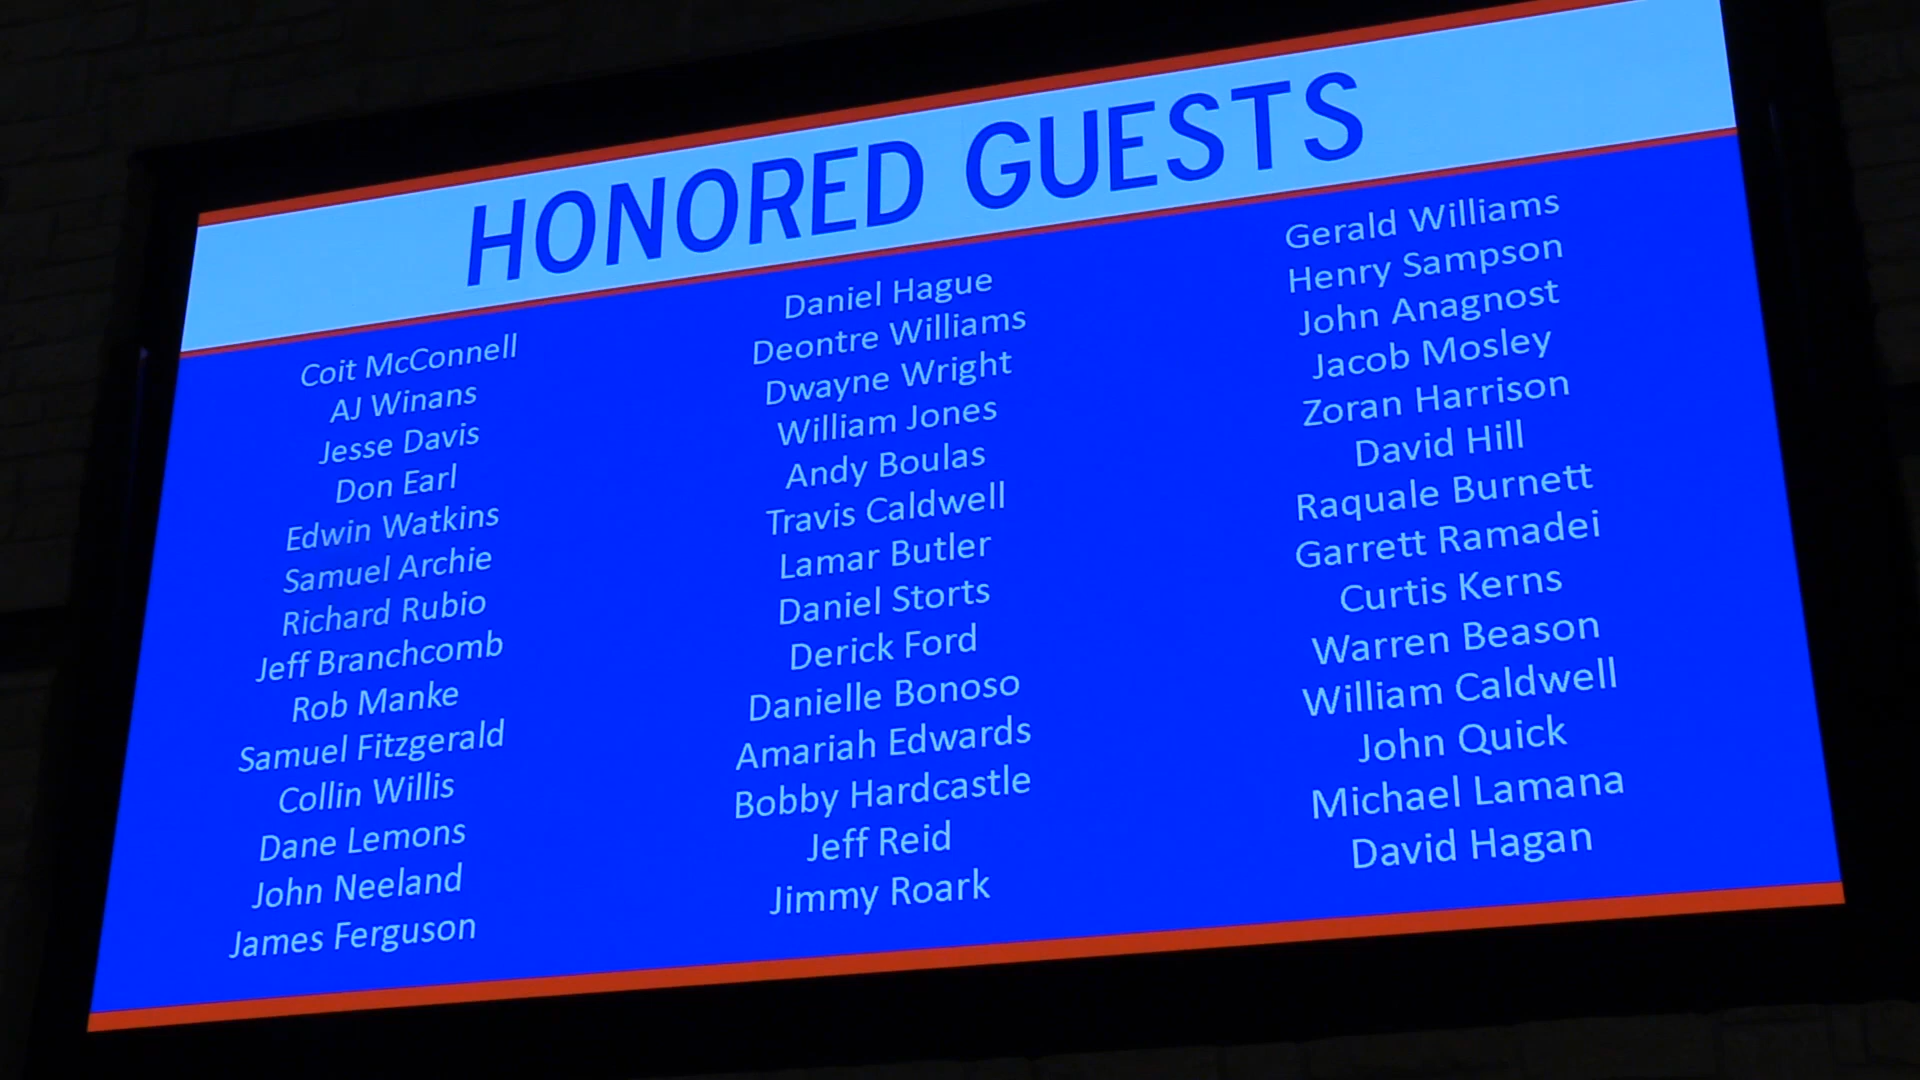 HONORED GUESTS
Coit McConnell
AJ Winans
Jesse Davis
Don Earl
Edwin Watkins
Samuel Archie
Richard Rubio
Jeff Branchcomb
Rob Manke
Samuel Fitzgerald
Collin Willis
Dane Lemons
John Neeland
James Ferguson
Daniel Hague
Deontre Williams
Dwayne Wright
William Jones
Andy Boulas
Travis Caldwell
Lamar Butler
Daniel Storts
Derick Ford
Danielle Bonoso
Amariah Edwards
Bobby Hardcastle
Jeff Reid
Jimmy Roark
Gerald Williams
Henry Sampson
John Anagnost
Jacob Mosley
Zoran Harrison
David Hill
Raquale Burnett
Garrett Ramadei
Curtis Kerns
Warren Beason
William Caldwell
John Quick
Michael Lamana
David Hagan